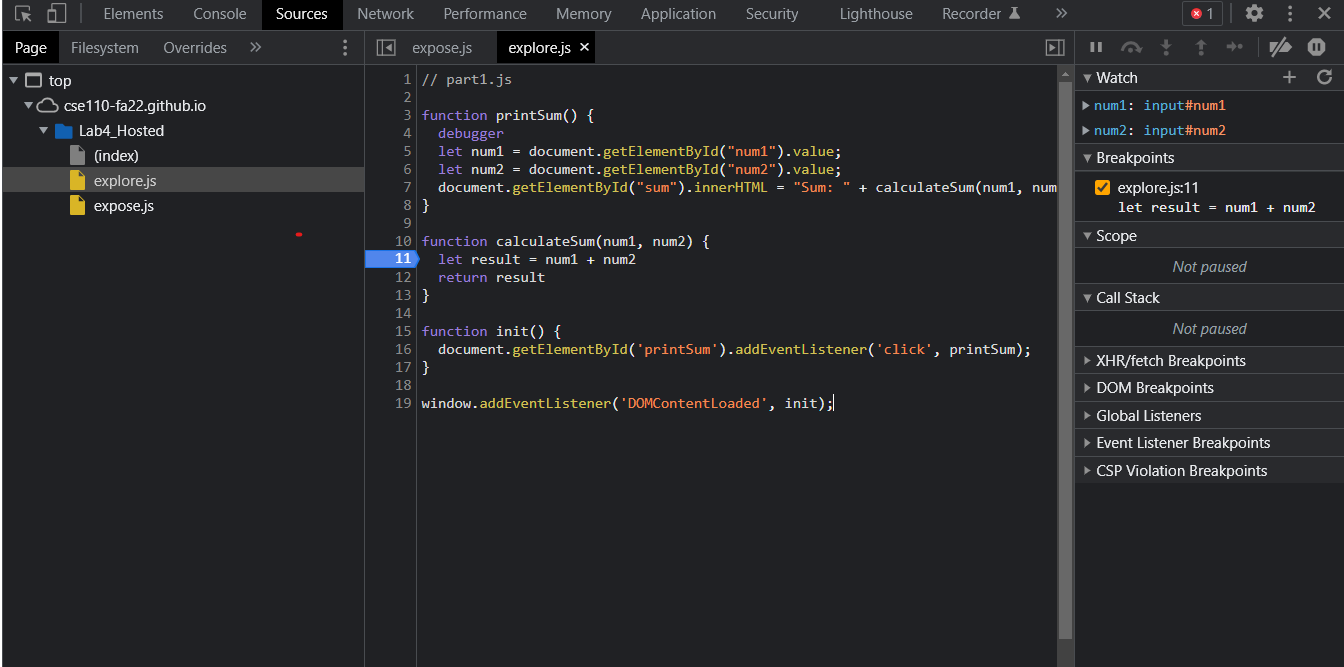 Elements Console Sources Network Performance Memory Application Security Lighthouse Recorder 1
Page Filesystem Overrides
expose.js explore.js
top
cse110-fa22.github.io
Lab4_Hosted
(index)
explore.js
expose.js
1 // part1.js
2
3 function printSum() {
4   debugger
5   let num1 = document.getElementById("num1").value;
6   let num2 = document.getElementById("num2").value;
7   document.getElementById("sum").innerHTML = "Sum: " + calculateSum(num1, num
8 }
9
10 function calculateSum(num1, num2) {
11   let result = num1 + num2
12   return result
13 }
14
15 function init() {
16   document.getElementById('printSum').addEventListener('click', printSum);
17 }
18
19 window.addEventListener('DOMContentLoaded', init);
Watch
num1: input#num1
num2: input#num2
Breakpoints
explore.js:11
let result = num1 + num2
Scope
Not paused
Call Stack
Not paused
XHR/fetch Breakpoints
DOM Breakpoints
Global Listeners
Event Listener Breakpoints
CSP Violation Breakpoints